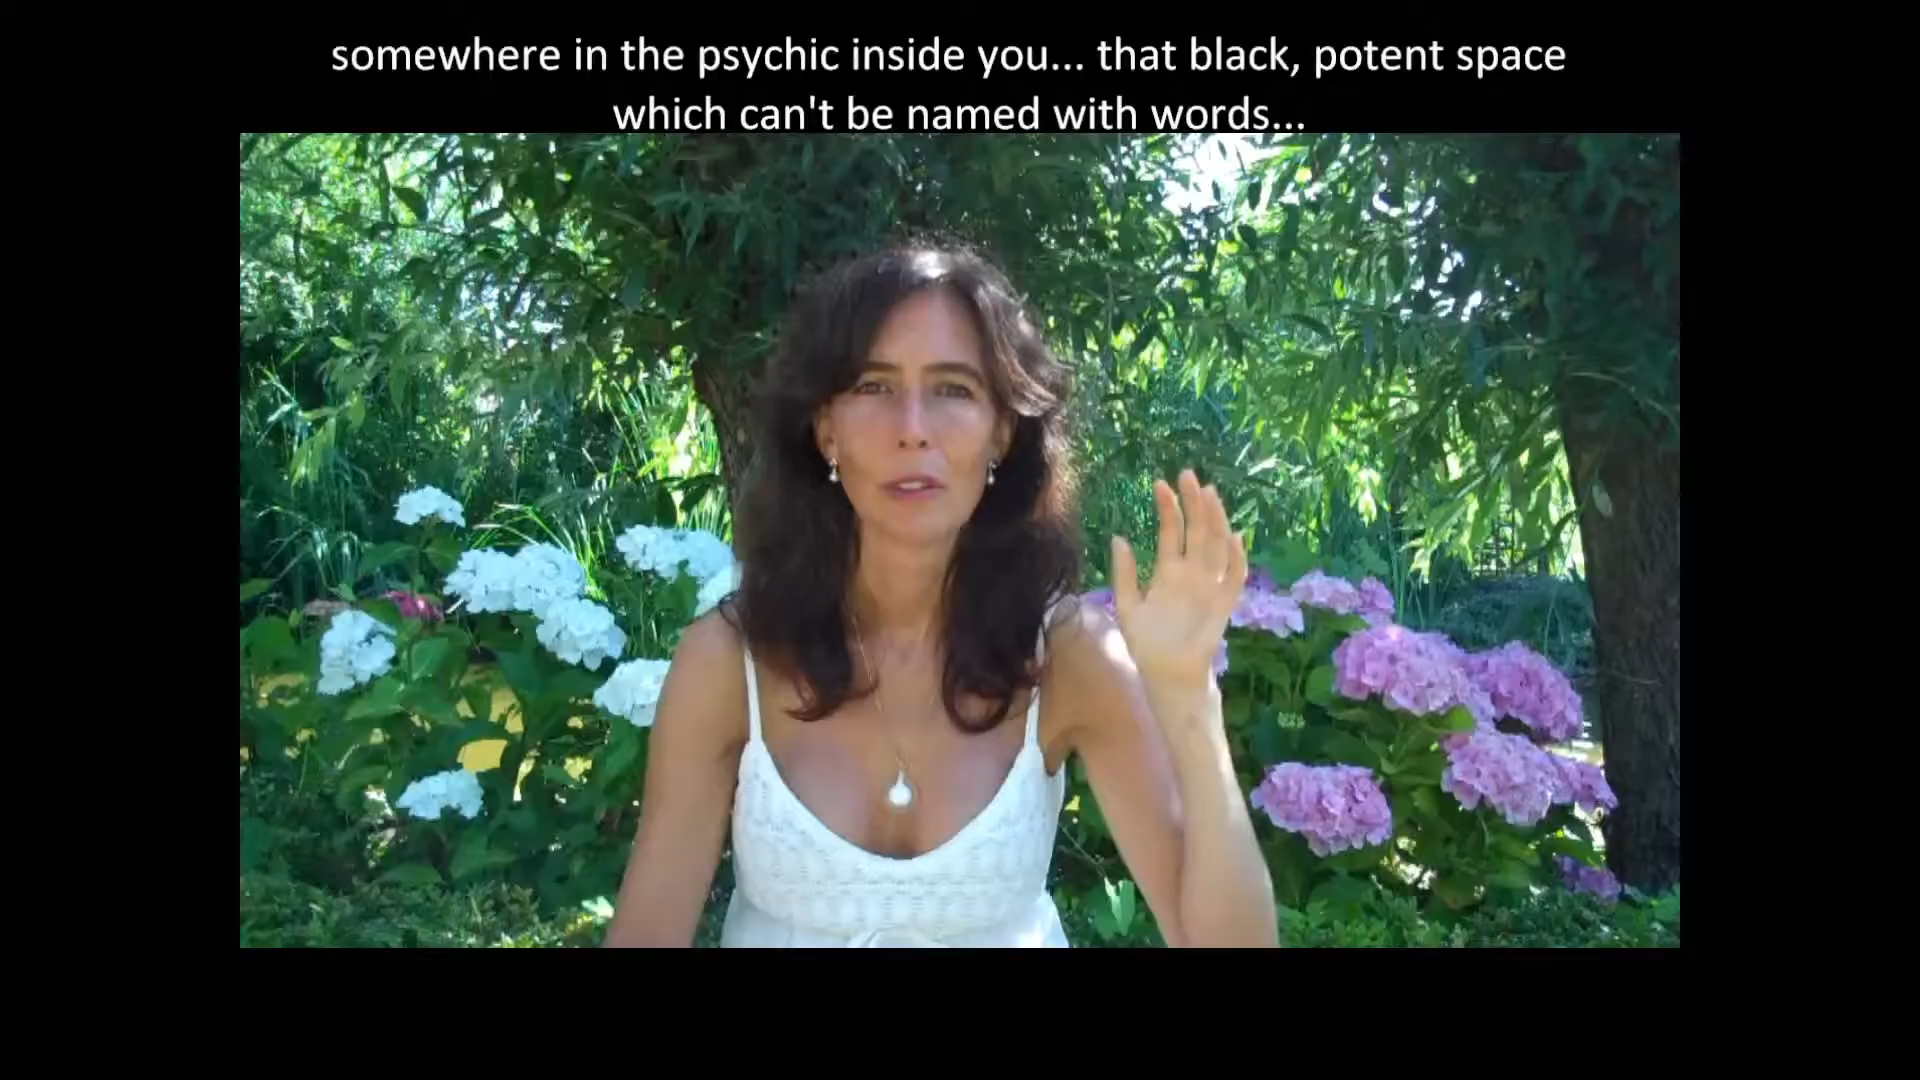 somewhere in the psychic inside you... that black, potent space
which can't be named with words...